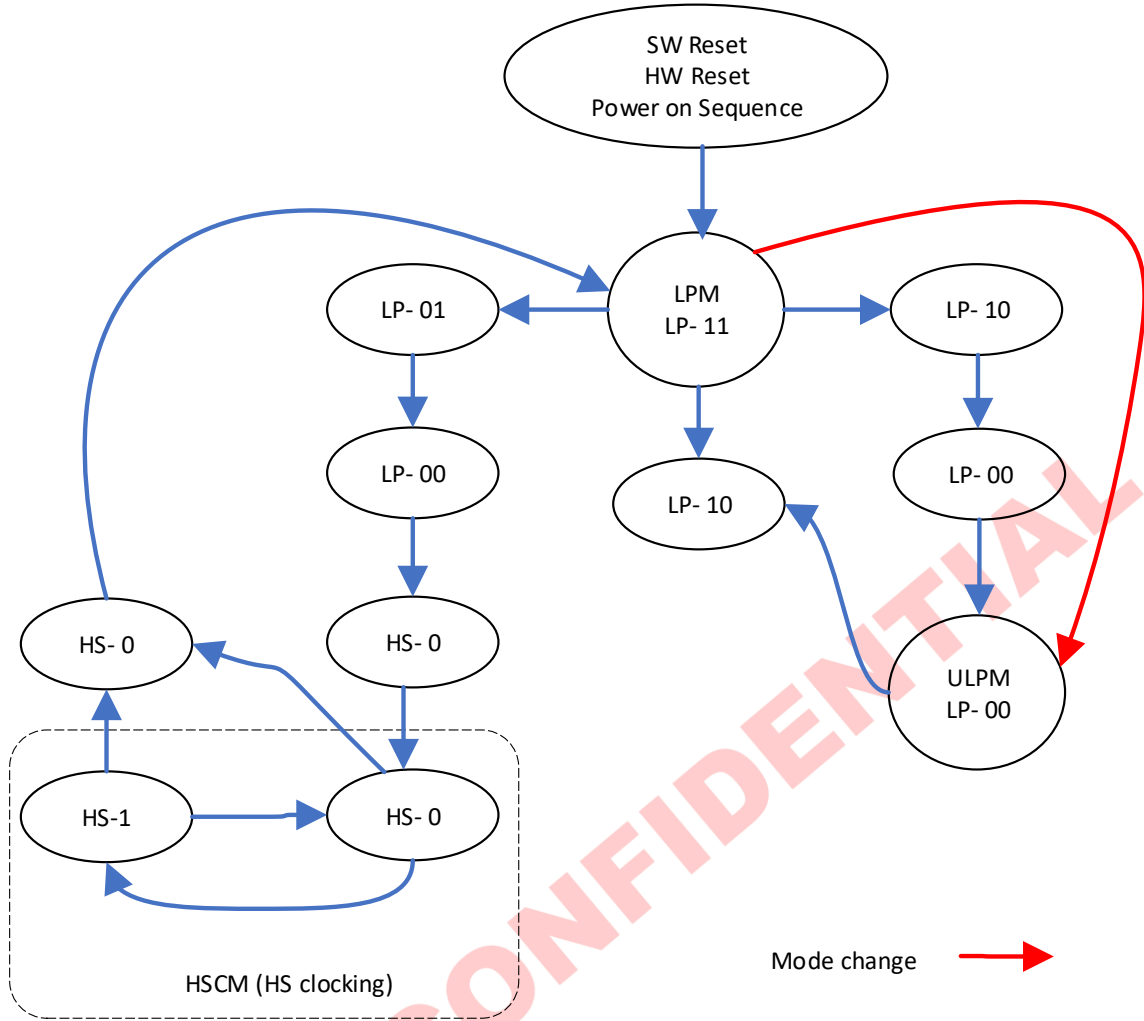 SW Reset
HW Reset
Power on Sequence
LP- 01
LPM
LP- 11
LP- 10
LP- 00
LP- 10
LP- 00
HS- 0
HS- 0
ULPM
LP- 00
HS-1
HS- 0
HSCM (HS clocking)
Mode change
CONFIDENTIAL